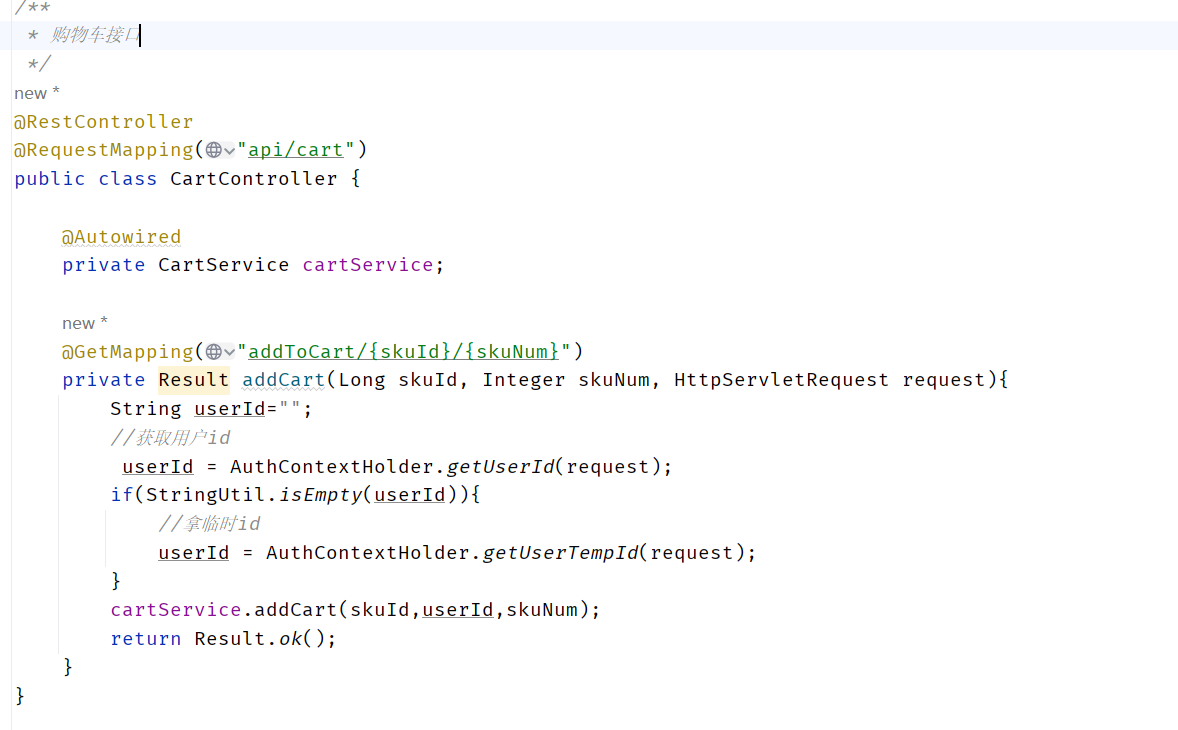 /**
 * 购物车接口
 */
new *
@RestController
@RequestMapping("api/cart")
public class CartController {
@Autowired
private CartService cartService;
new *
@GetMapping("addToCart/{skuId}/{skuNum}")
private Result addCart(Long skuId, Integer skuNum, HttpServletRequest request){
String userId="";
//获取用户id
userId = AuthContextHolder.getUserId(request);
if(StringUtil.isEmpty(userId)){
//拿临时id
userId = AuthContextHolder.getUserTempId(request);
}
cartService.addCart(skuId,userId,skuNum);
return Result.ok();
}
}